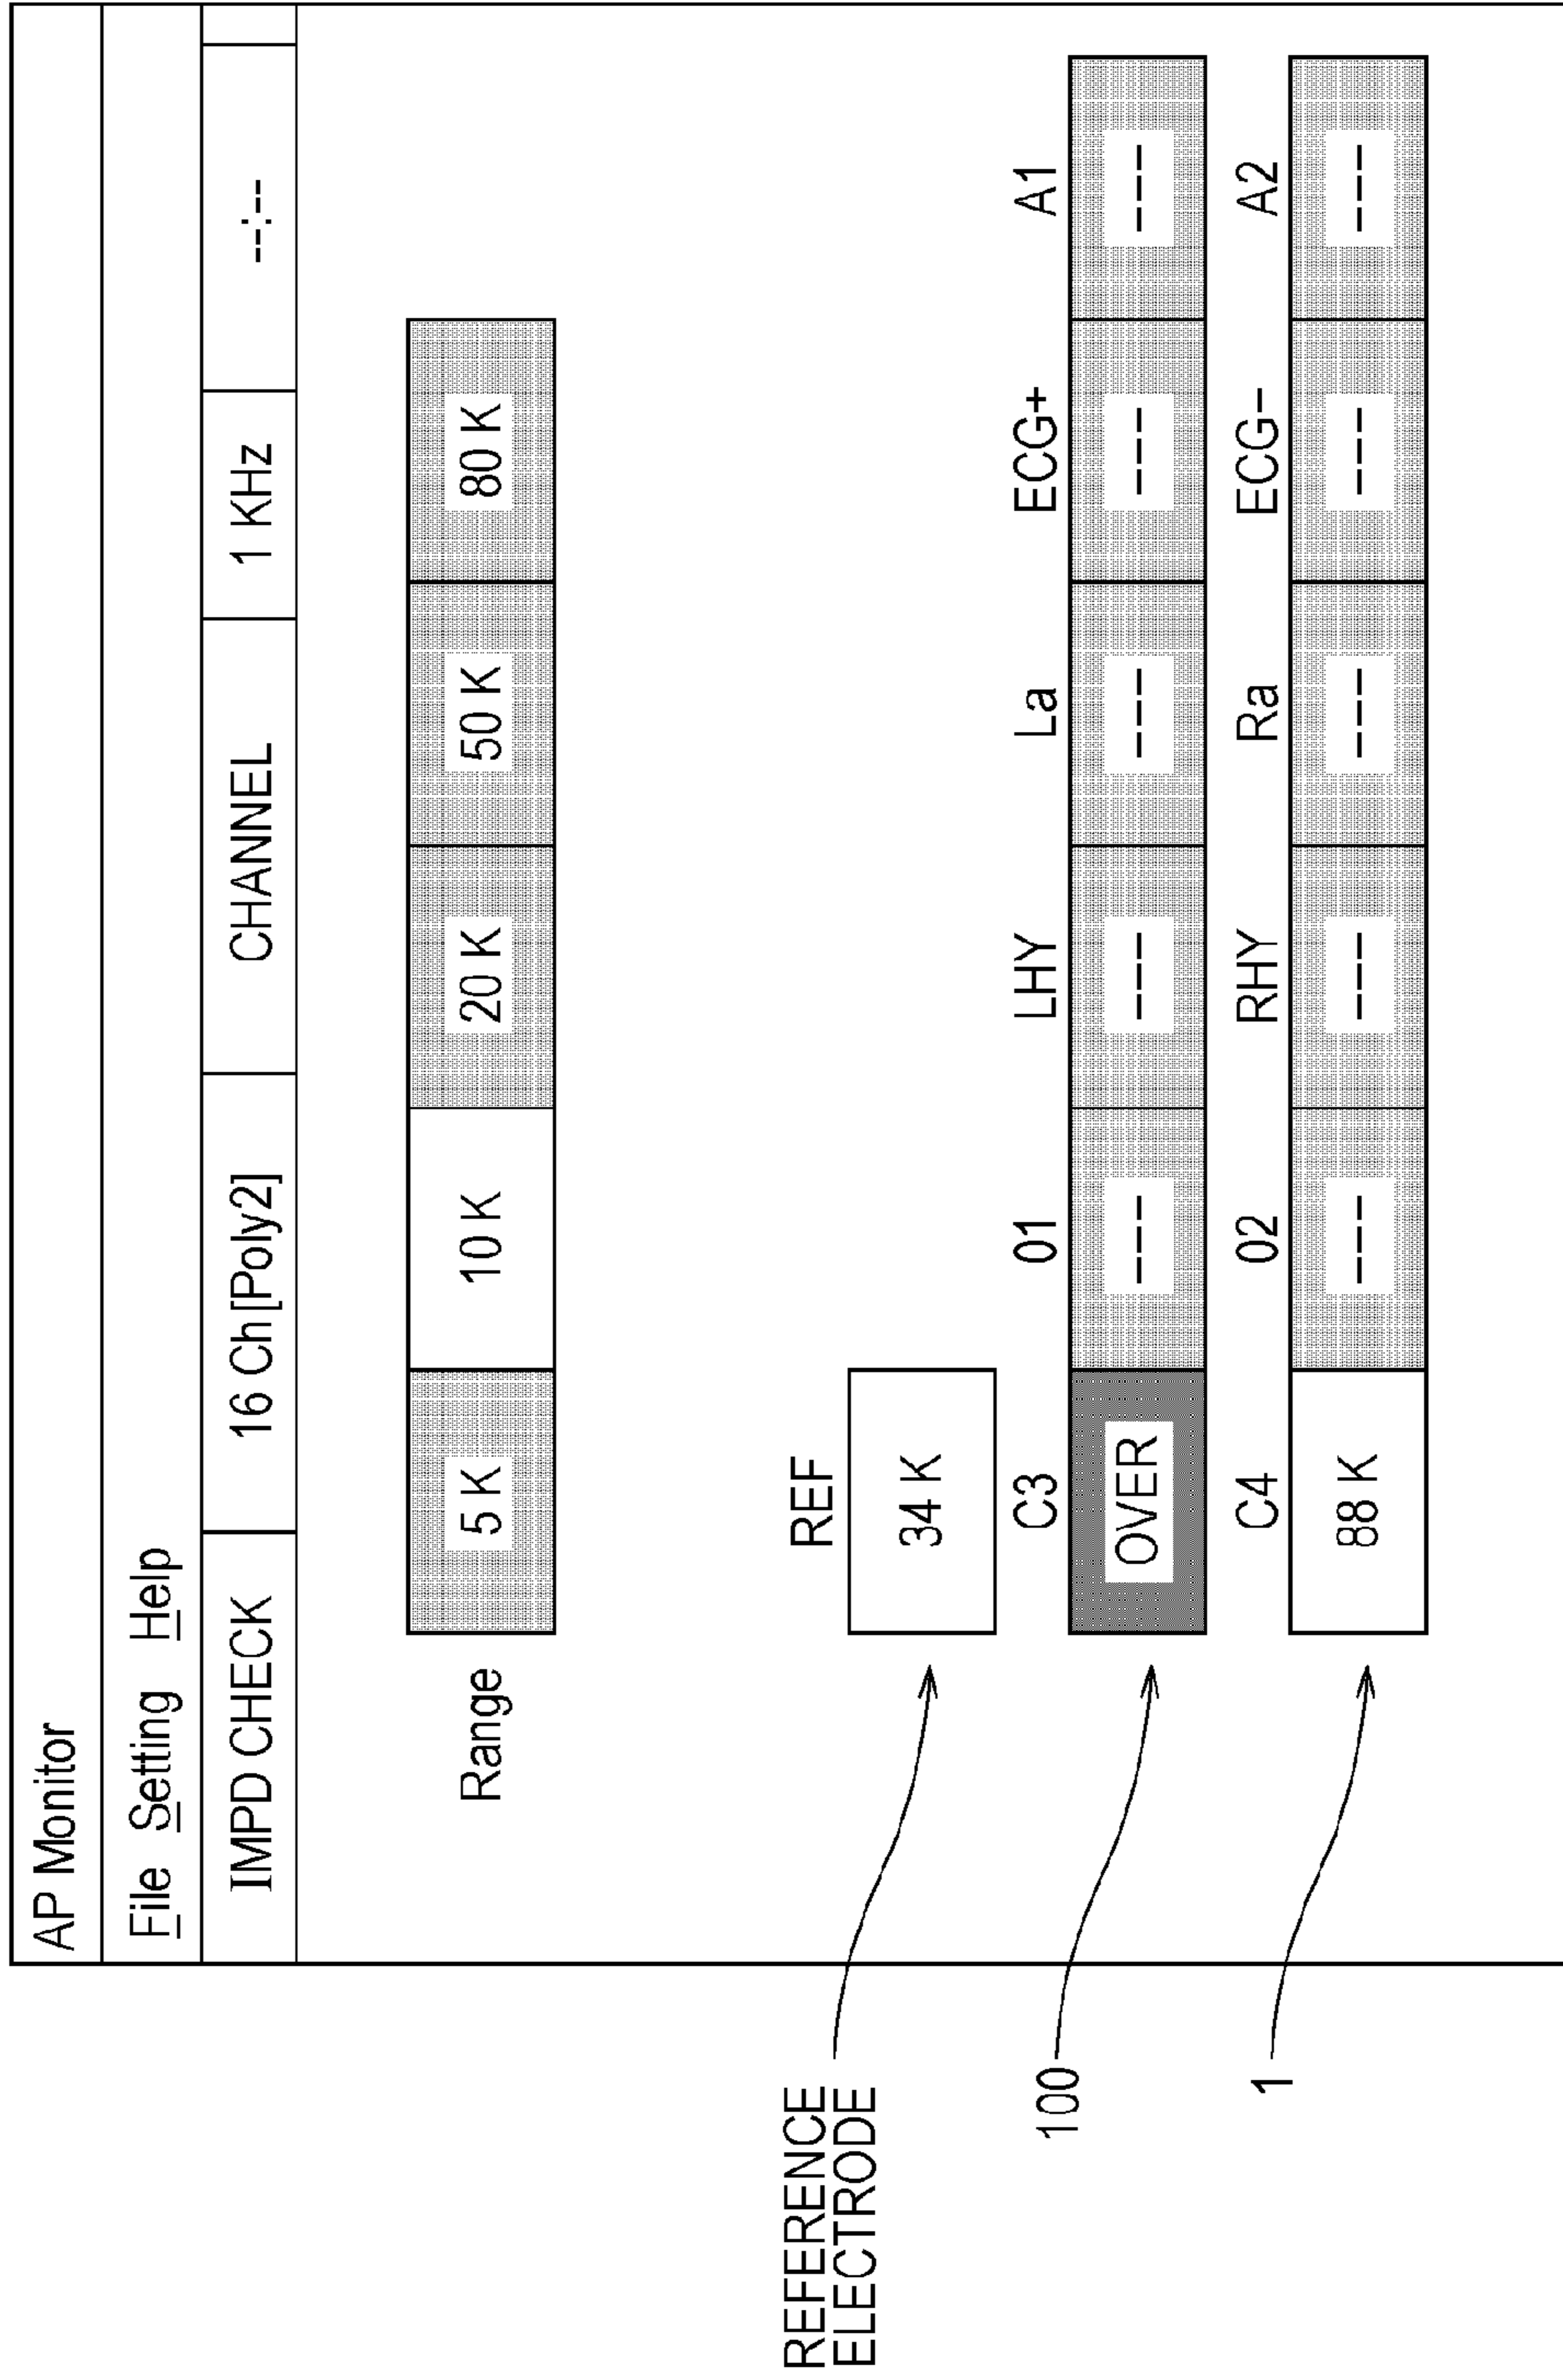 AP Monitor
File Setting Help
IMPD CHECK 16 Ch [Poly2] CHANNEL 1 KHz --:--
Range 5 K 10 K 20 K 50 K 80 K
REF
REFERENCE
ELECTRODE
34 K
C3 01 LHY La ECG+ A1
100 OVER ---- ---- ---- ---- ----
C4 02 RHY Ra ECG− A2
1 88 K ---- ---- ---- ---- ----